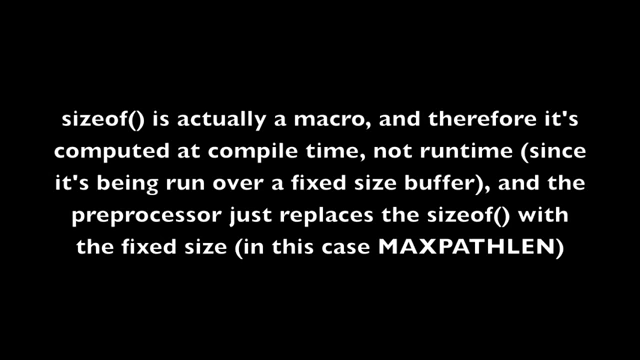 sizeof() is actually a macro, and therefore it's
computed at compile time, not runtime (since
it's being run over a fixed size buffer), and the
preprocessor just replaces the sizeof() with
the fixed size (in this case MAXPATHLEN)